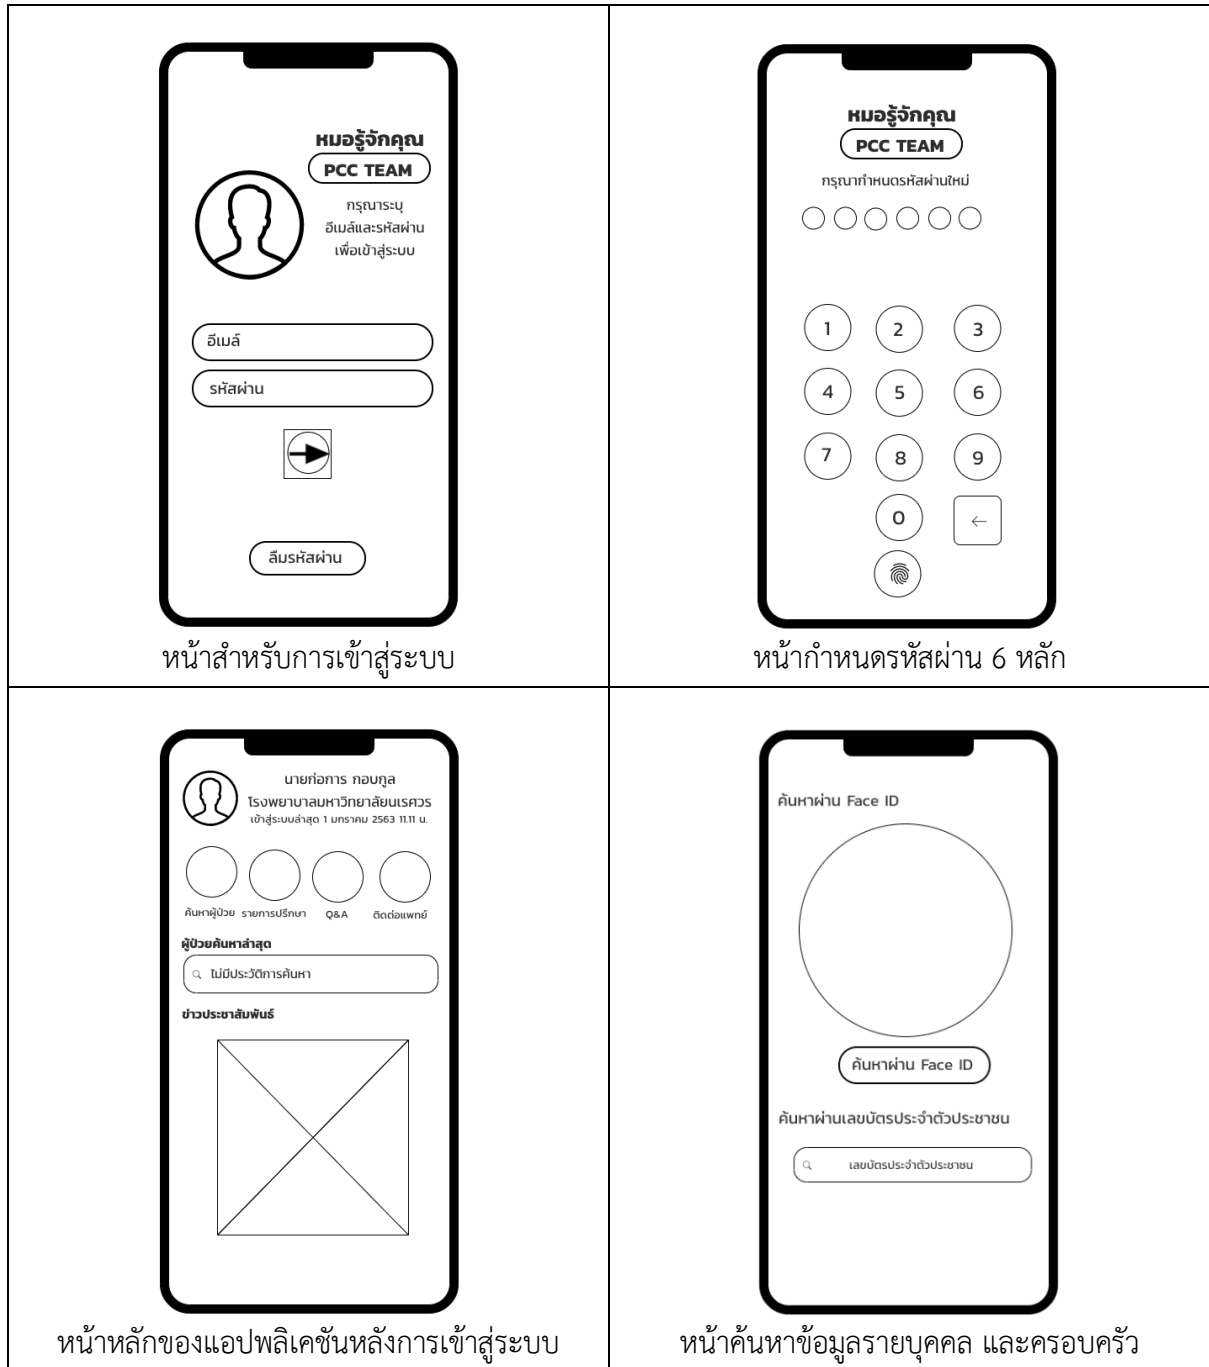 หมอรู้จักคุณ
PCC TEAM
กรุณาระบุ
อีเมล์และรหัสผ่าน
เพื่อเข้าสู่ระบบ
อีเมล์
รหัสผ่าน
ลืมรหัสผ่าน
หน้าสำหรับการเข้าสู่ระบบ
หมอรู้จักคุณ
PCC TEAM
กรุณากำหนดรหัสผ่านใหม่
1 2 3
4 5 6
7 8 9
0
หน้ากำหนดรหัสผ่าน 6 หลัก
นายก่อการ กอบกูล
โรงพยาบาลมหาวิทยาลัยนเรศวร
เข้าสู่ระบบล่าสุด 1 มกราคม 2563 11.11 น.
ค้นหาผู้ป่วย รายการปรึกษา Q&A ติดต่อแพทย์
ผู้ป่วยค้นหาล่าสุด
ไม่มีประวัติการค้นหา
ข่าวประชาสัมพันธ์
หน้าหลักของแอปพลิเคชันหลังการเข้าสู่ระบบ
ค้นหาผ่าน Face ID
ค้นหาผ่าน Face ID
ค้นหาผ่านเลขบัตรประจำตัวประชาชน
เลขบัตรประจำตัวประชาชน
หน้าค้นหาข้อมูลรายบุคคล และครอบครัว